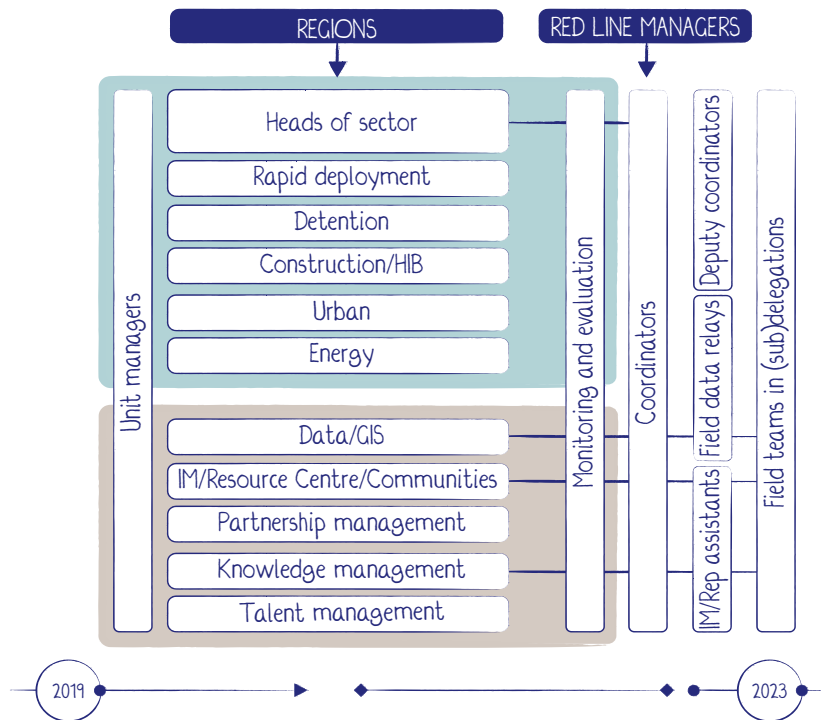 REGIONS
RED LINE MANAGERS
Unit managers
Heads of sector
Rapid deployment
Detention
Construction/HIB
Urban
Energy
Data/GIS
IM/Resource Centre/Communities
Partnership management
Knowledge management
Talent management
Monitoring and evaluation
Coordinators
Deputy coordinators
Field data relays
IM/Rep assistants
Field teams in (sub)delegations
2019
2023